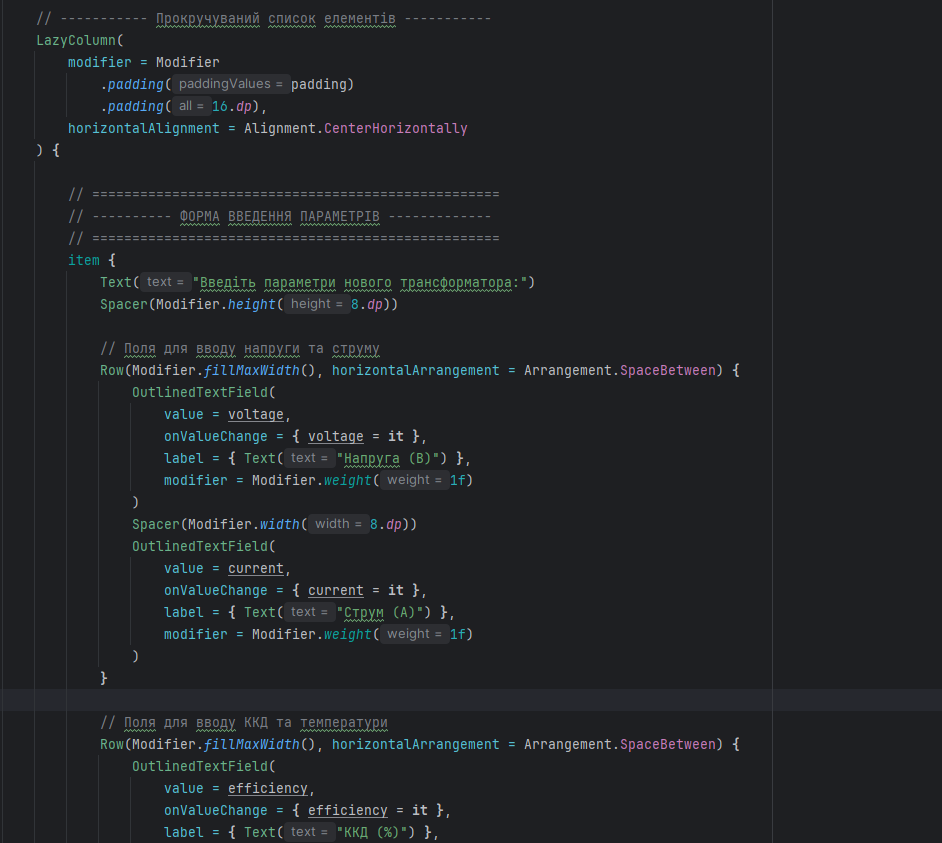 // ----------- Прокручуваний список елементів -----------
LazyColumn(
    modifier = Modifier
        .padding( paddingValues = padding)
        .padding( all = 16.dp),
    horizontalAlignment = Alignment.CenterHorizontally
) {
    // ===================================================
    // ---------- ФОРМА ВВЕДЕННЯ ПАРАМЕТРІВ -------------
    // ===================================================
    item {
        Text( text = "Введіть параметри нового трансформатора:")
        Spacer(Modifier.height( height = 8.dp))
        // Поля для вводу напруги та струму
        Row(Modifier.fillMaxWidth(), horizontalArrangement = Arrangement.SpaceBetween) {
            OutlinedTextField(
                value = voltage,
                onValueChange = { voltage = it },
                label = { Text( text = "Напруга (В)") },
                modifier = Modifier.weight( weight = 1f)
            )
            Spacer(Modifier.width( width = 8.dp))
            OutlinedTextField(
                value = current,
                onValueChange = { current = it },
                label = { Text( text = "Струм (А)") },
                modifier = Modifier.weight( weight = 1f)
            )
        }
        // Поля для вводу ККД та температури
        Row(Modifier.fillMaxWidth(), horizontalArrangement = Arrangement.SpaceBetween) {
            OutlinedTextField(
                value = efficiency,
                onValueChange = { efficiency = it },
                label = { Text( text = "ККД (%)") },